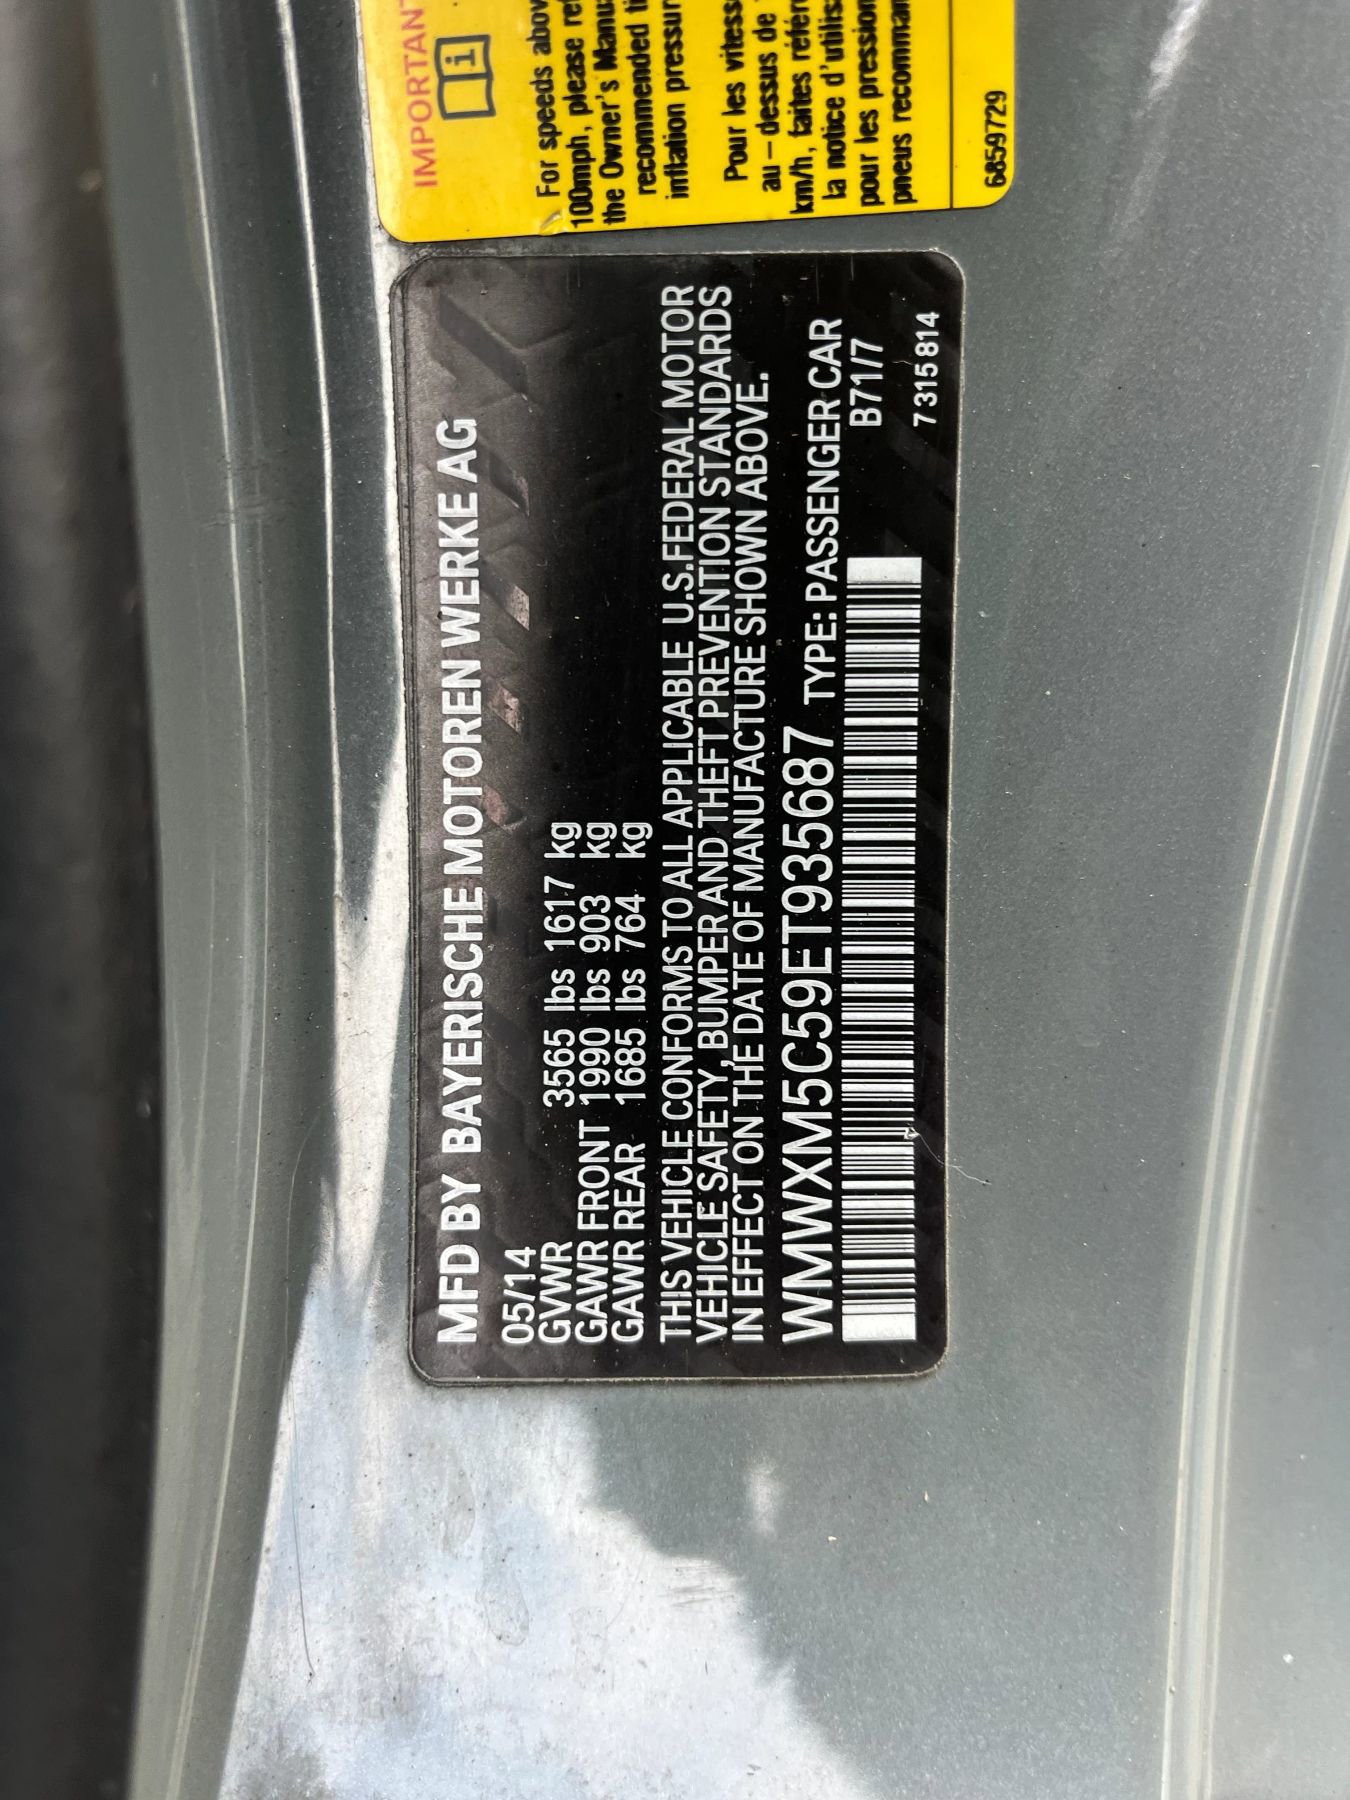 MFD BY BAYERISCHE MOTOREN WERKE AG
05/14
GVWR 3565 lbs 1617 kg
GAWR FRONT 1990 lbs 903 kg
GAWR REAR 1685 lbs 764 kg
THIS VEHICLE CONFORMS TO ALL APPLICABLE U.S.FEDERAL MOTOR
VEHICLE SAFETY, BUMPER AND THEFT PREVENTION STANDARDS
IN EFFECT ON THE DATE OF MANUFACTURE SHOWN ABOVE.
WMWXM5C59ET935687 TYPE: PASSENGER CAR
B71/7
7315814
IMPORTANT
i
For speeds above
100mph, please
the Owner's
recommended
inflation pressur
Pour les vitess
au-dessus de
km/h, faites
la notice d'utilis
pour les pression
pneus recomman
6859729